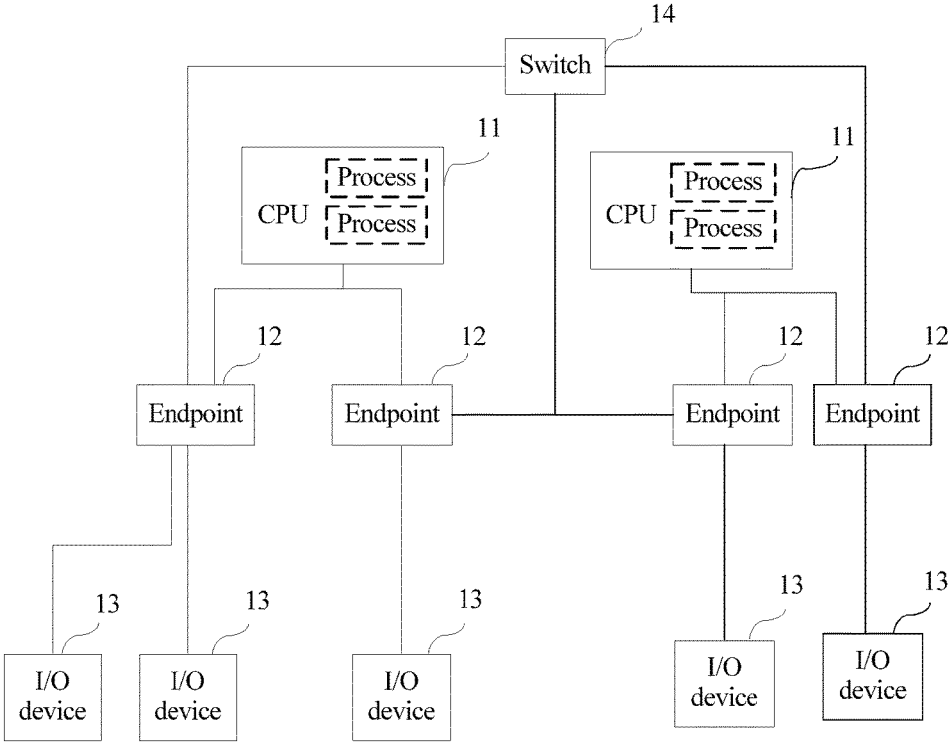 14
Switch
11
Process
CPU
Process
11
Process
CPU
Process
12
12
12
12
Endpoint
Endpoint
Endpoint
Endpoint
13
13
13
13
13
I/O
device
I/O
device
I/O
device
I/O
device
I/O
device